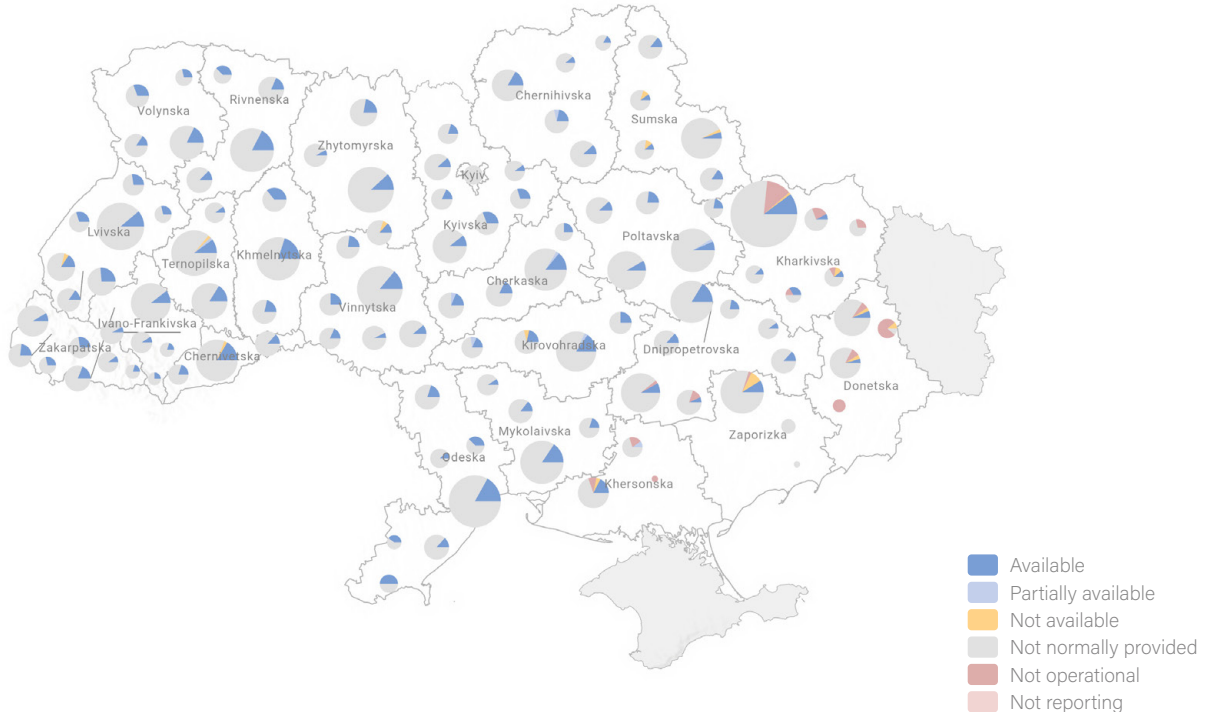 Chernihivska
Sumska
Volynska
Rivnenska
Zhytomyrska
Kyiv
Lvivska
Kyivska
Poltavska
Ternopilska
Khmelnytska
Kharkivska
Cherkaska
Vinnytska
Ivano-Frankivska
Zakarpatska
Chernivetska
Kirovohradska
Dnipropetrovska
Donetska
Mykolaivska
Zaporizka
Odeska
Khersonska
Available
Partially available
Not available
Not normally provided
Not operational
Not reporting